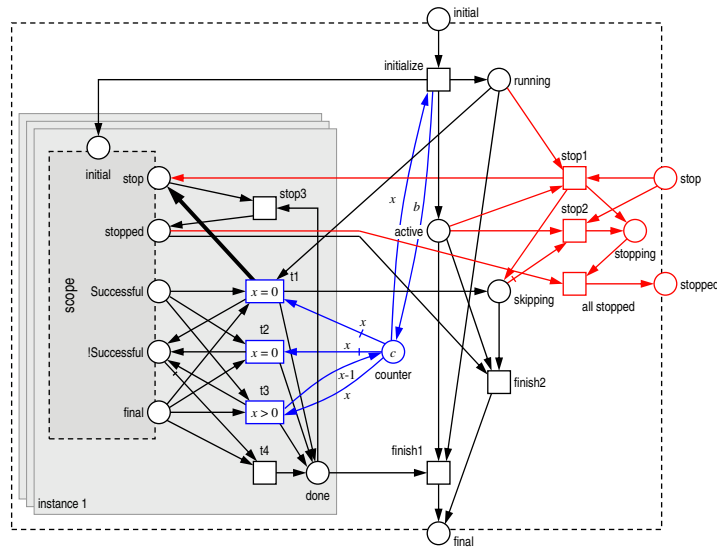 initial
initialize
running
stop1
initial
stop
stop3
x
b
stop
stop2
stopped
active
stopping
scope
t1
Successful
x = 0
skipping
all stopped
stopped
t2
x
x = 0
x
c
!Successful
counter
t3
x-1
finish2
x > 0
x
final
t4
finish1
done
instance 1
final